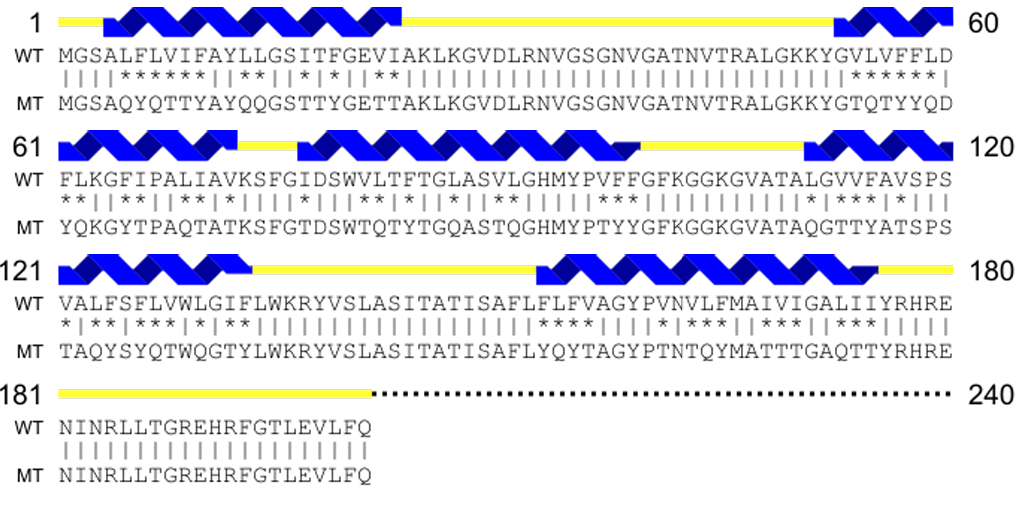 1 60
WT MGSALFLVIFAYLLGSITFGEVIAKLKGVDLRNVGSGNVGATNVTRALGKKYGVLVFFLD
MT MGSAQYQTTYAYQQGSTTYGETTAKLKGVDLRNVGSGNVGATNVTRALGKKYGTQTYYQD
61 120
WT FLKGFIPALIAVKSFGIDSWVLTFTGLASVLGHMYPVFFGFKGGKGVATALGVVFAVSPS
MT YQKGYTPAQTATKSFGTDSWTQTYTGQASTQGHMYPTYYGFKGGKGVATAQGTTYATSPS
121 180
WT VALFSFLVWLGIFLWKRYVSLASITATISAFLFLFVAGYPVNVLFMAIVIGALIIYRHRE
MT TAQYSYQTWQGTYLWKRYVSLASITATISAFLYQYTAGYPTNTQYMATTTGAQTTYRHRE
181 240
WT NINRLLTGREHRFGTLEVLFQ
MT NINRLLTGREHRFGTLEVLFQ